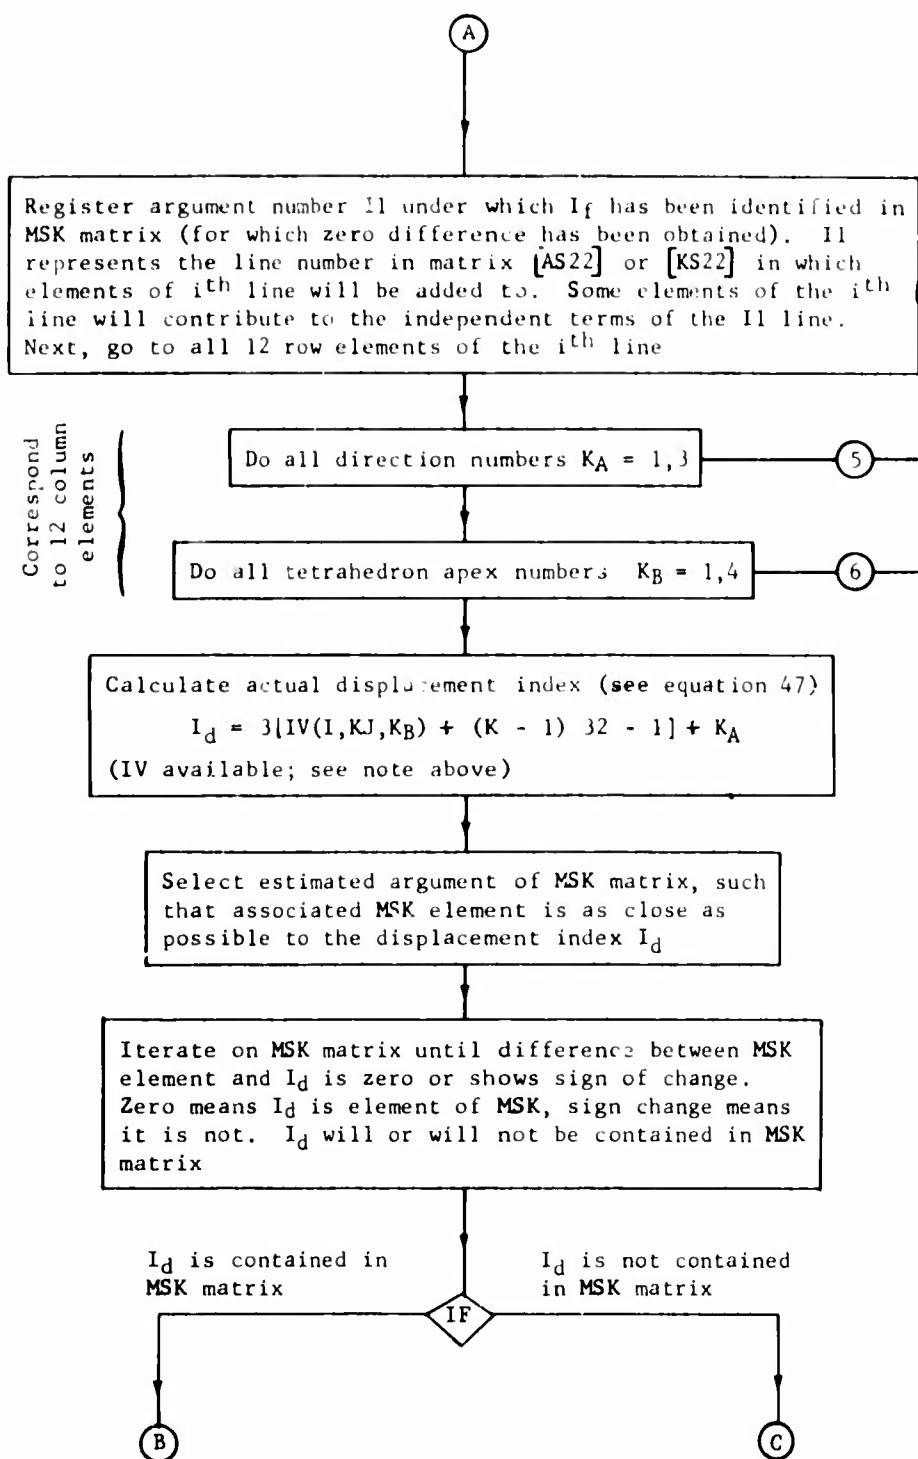 A
Register argument number I1 under which If has been identified in
MSK matrix (for which zero difference has been obtained). I1
represents the line number in matrix [AS22] or [KS22] in which
elements of ith line will be added to. Some elements of the ith
line will contribute to the independent terms of the I1 line.
Next, go to all 12 row elements of the ith line
Correspond
to 12 column
elements
Do all direction numbers KA = 1,3
5
Do all tetrahedron apex numbers KB = 1,4
6
Calculate actual displacement index (see equation 47)
Id = 3[IV(I,KJ,KB) + (K - 1) 32 - 1] + KA
(IV available; see note above)
Select estimated argument of MSK matrix, such
that associated MSK element is as close as
possible to the displacement index Id
Iterate on MSK matrix until difference between MSK
element and Id is zero or shows sign of change.
Zero means Id is element of MSK, sign change means
it is not. Id will or will not be contained in MSK
matrix
Id is contained in
MSK matrix
Id is not contained
in MSK matrix
IF
B
C